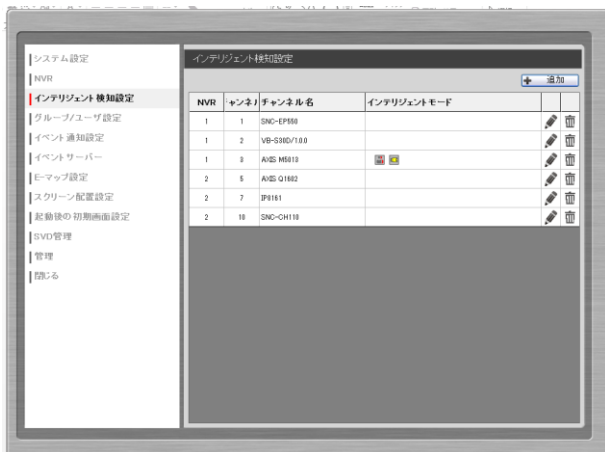 システム設定
NVR
インテリジェント検知設定
グループ/ユーザ設定
イベント通知設定
イベントサーバー
E-マップ設定
スクリーン配置設定
起動後の初期画面設定
SVD管理
管理
閉じる
インテリジェント検知設定
追加
NVR チャンネル名 インテリジェントモード
1 1 SNC-EP550
1 2 VB-S30D/1.0.0
1 3 AXIS M5013
2 5 AXIS Q1602
2 7 IP8161
2 10 SNC-CH110